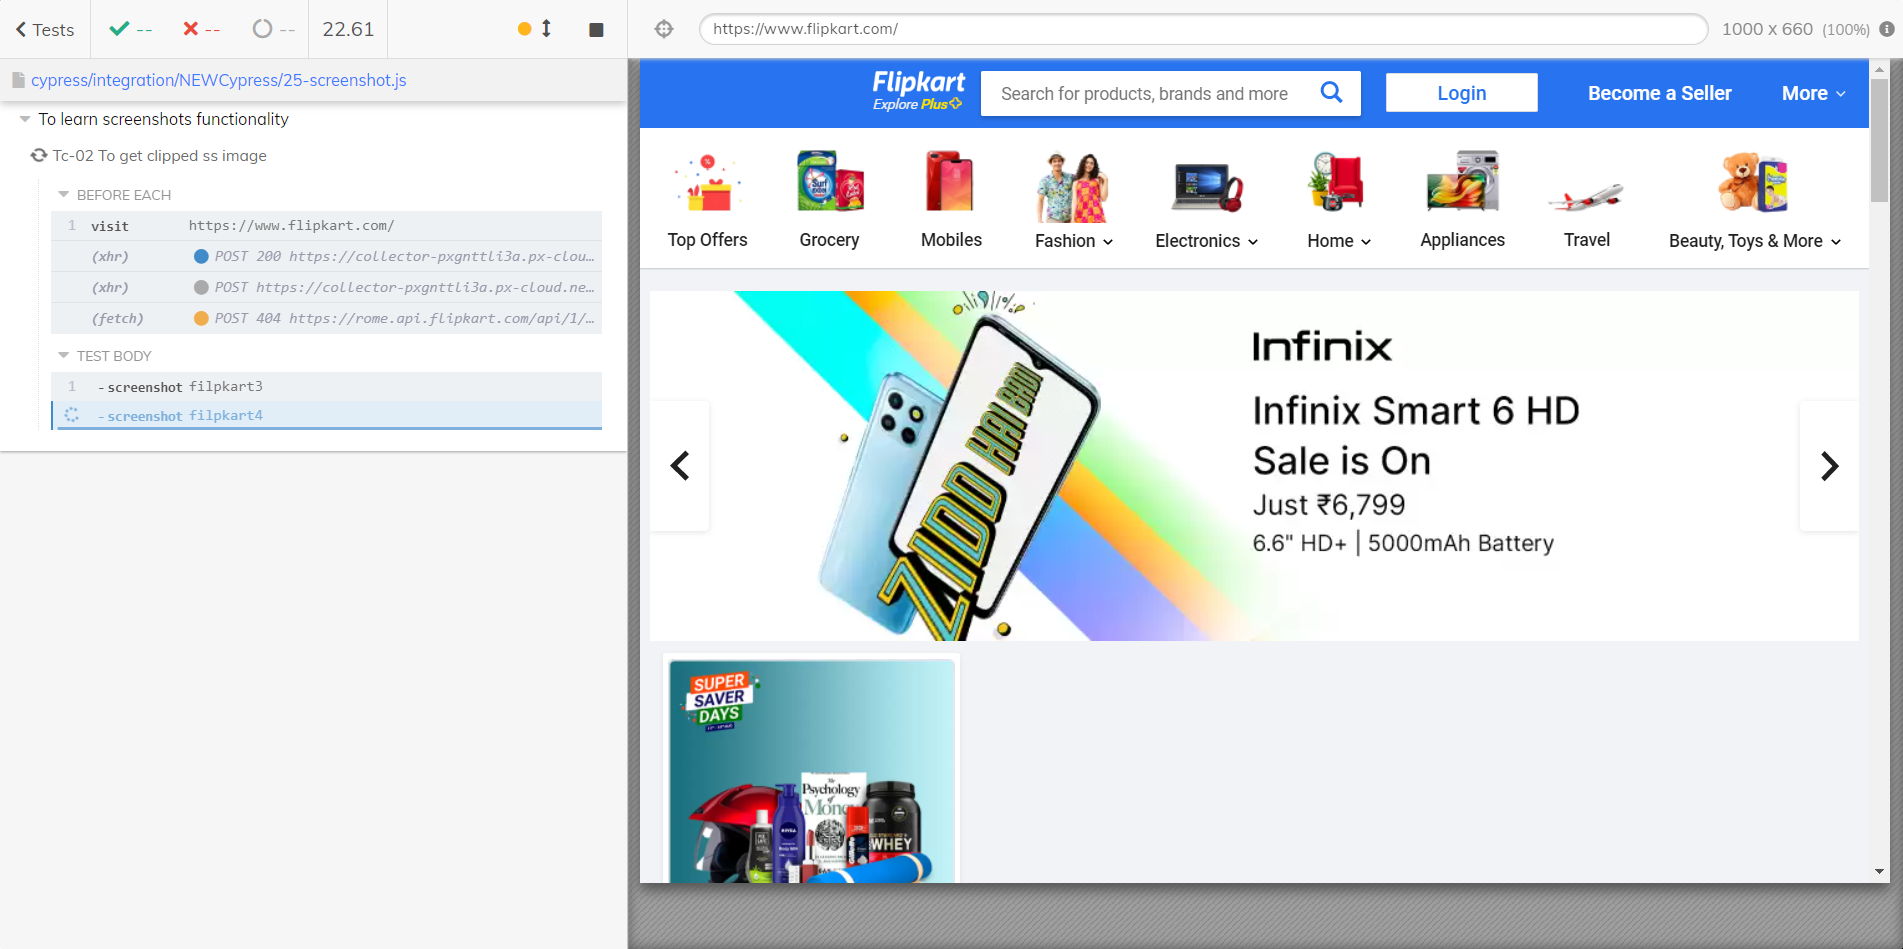 Tests
--
--
--
22.61
https://www.flipkart.com/
1000 x 660 (100%)
cypress/integration/NEWCypress/25-screenshot.js
To learn screenshots functionality
Tc-02 To get clipped ss image
BEFORE EACH
1 visit https://www.flipkart.com/
(xhr) POST 200 https://collector-pxgnttli3a.px-clou…
(xhr) POST https://collector-pxgnttli3a.px-cloud.ne…
(fetch) POST 404 https://rome.api.flipkart.com/api/1/…
TEST BODY
1 -screenshot filpkart3
-screenshot filpkart4
Flipkart
Explore Plus
Search for products, brands and more
Login
Become a Seller
More
Top Offers
Grocery
Mobiles
Fashion
Electronics
Home
Appliances
Travel
Beauty, Toys & More
ZIDD HAI BADI
Infinix
Infinix Smart 6 HD
Sale is On
Just ₹6,799
6.6" HD+ | 5000mAh Battery
SUPER
SAVER
DAYS
The
Psychology
of
Money
NIVEA
WHEY
Surf
excel